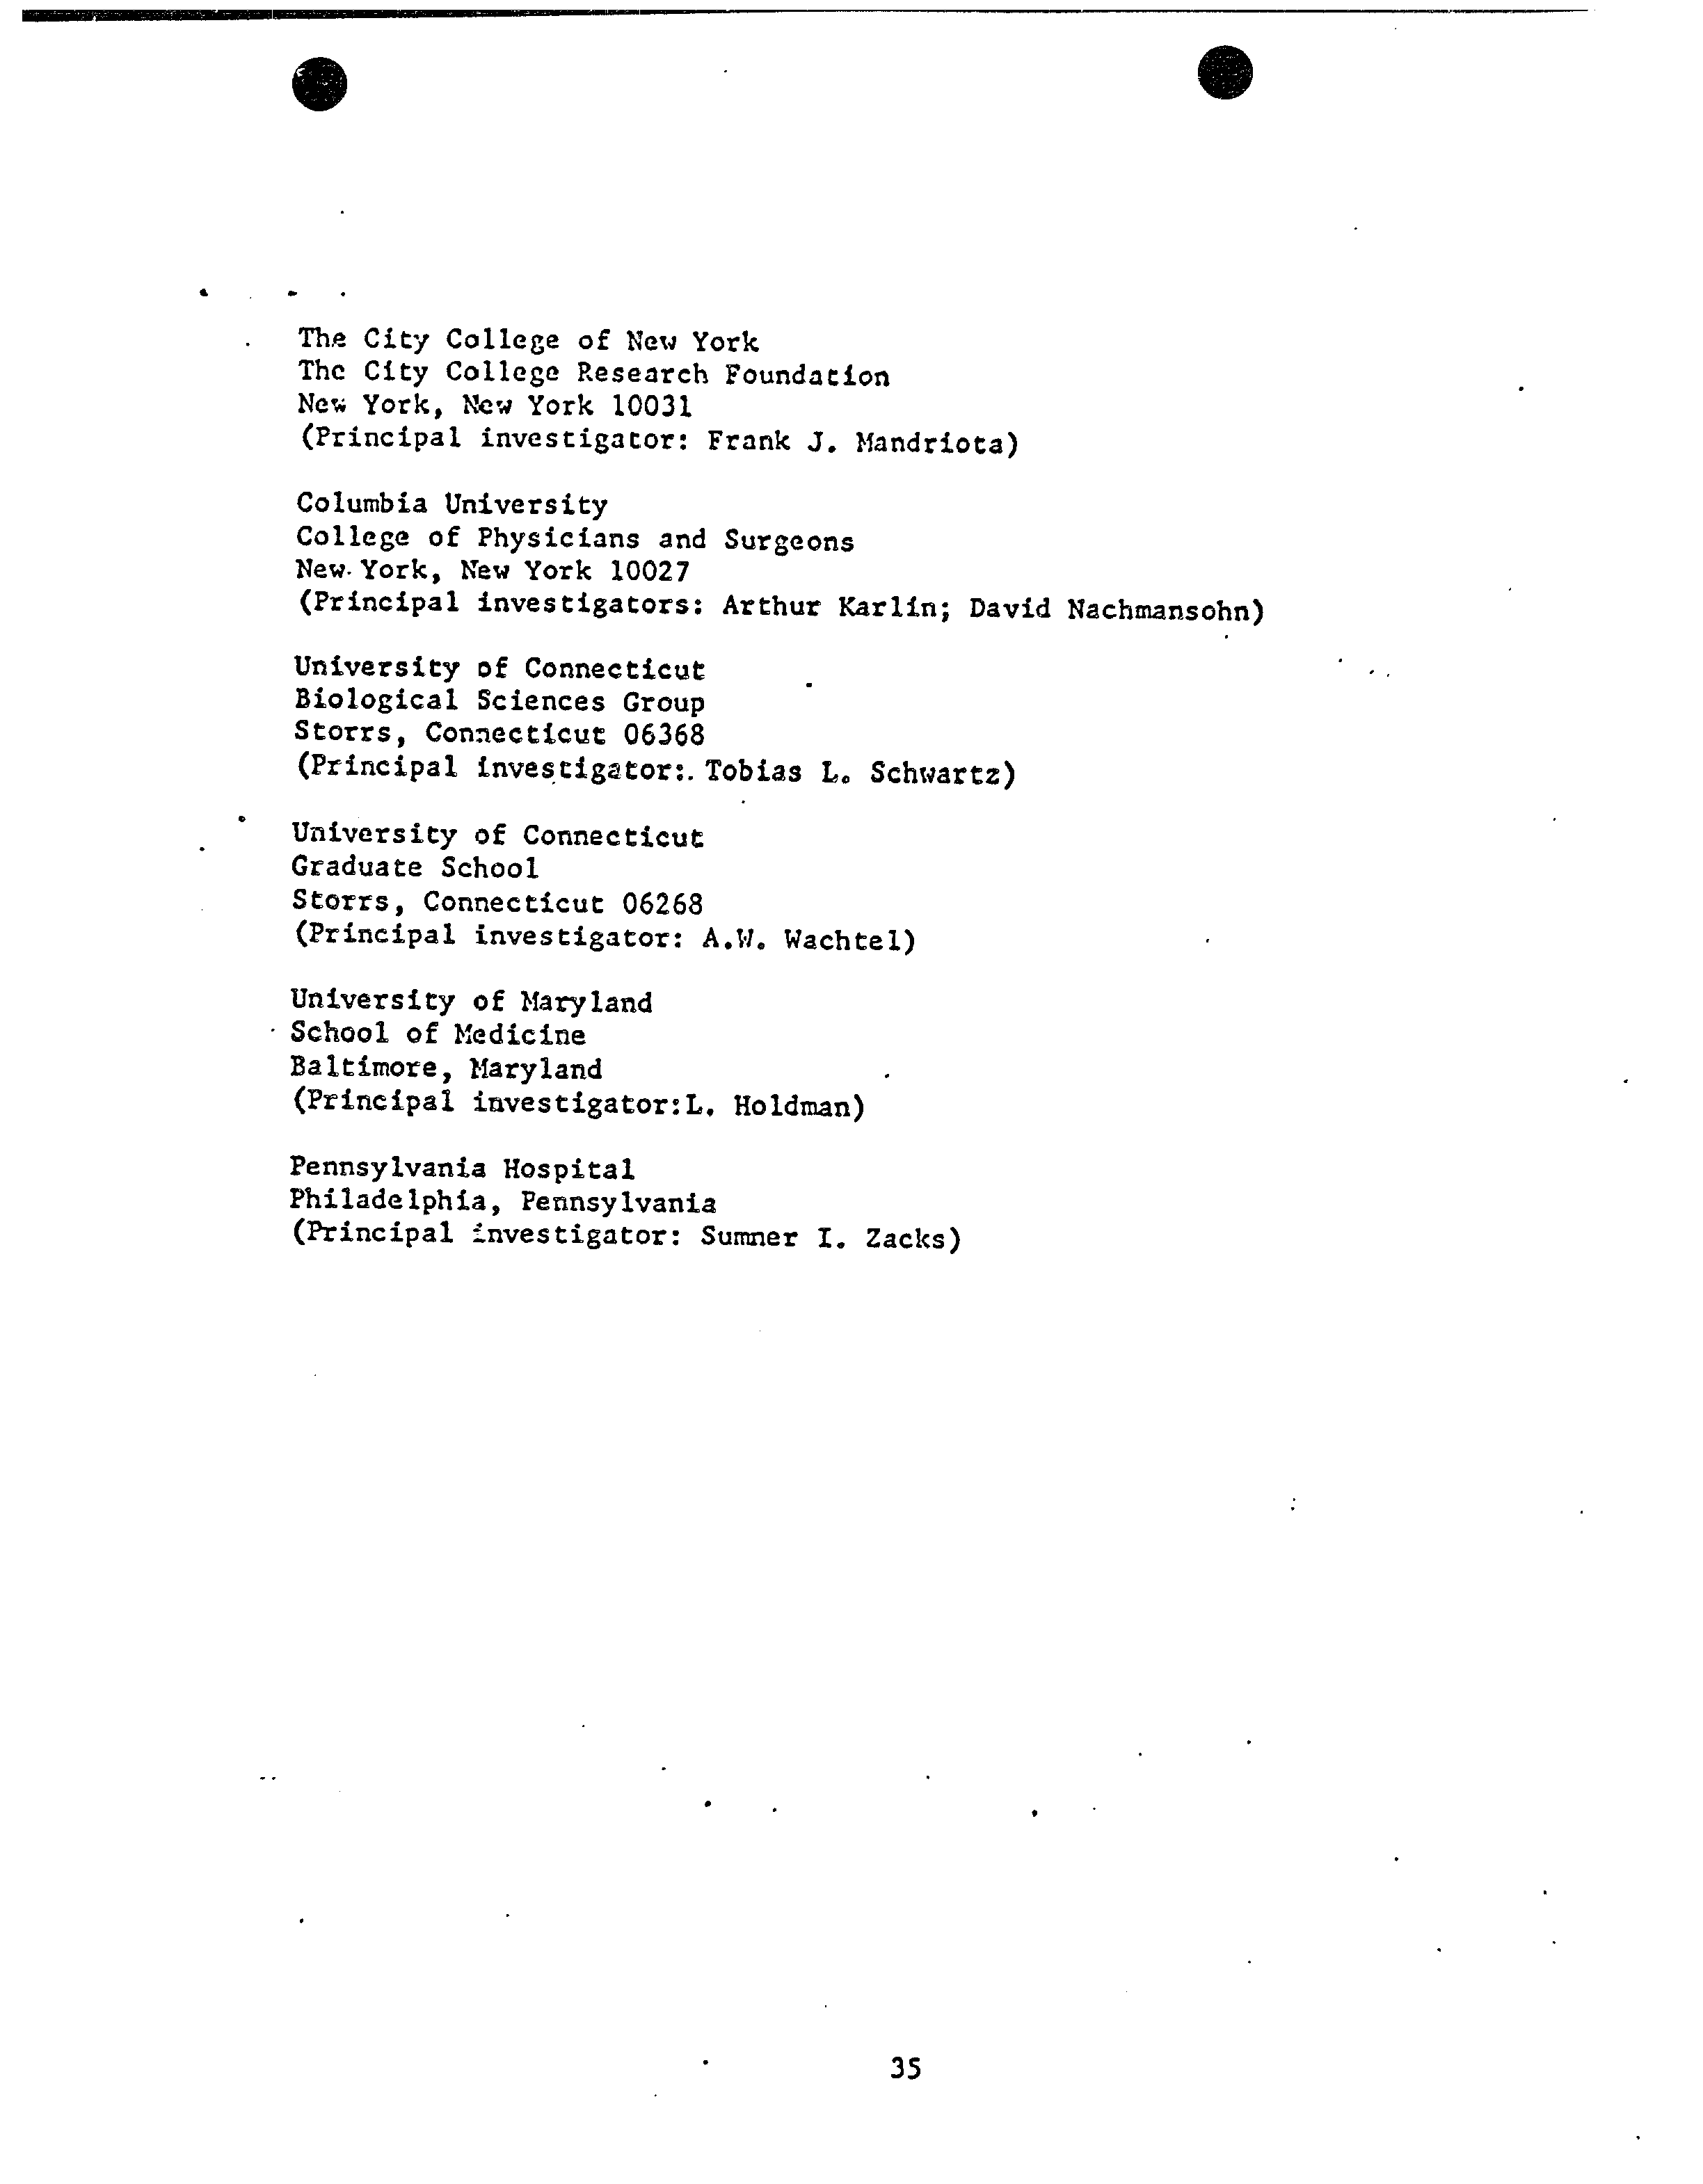 The City College of New York
The City College Research Foundation
New York, New York 10031
(Principal investigator: Frank J. Mandriota)
Columbia University
College of Physicians and Surgeons
New York, New York 10027
(Principal investigators: Arthur Karlin; David Nachmansohn)
University of Connecticut
Biological Sciences Group
Storrs, Connecticut 06368
(Principal investigator: Tobias L. Schwartz)
University of Connecticut
Graduate School
Storrs, Connecticut 06268
(Principal investigator: A.W. Wachtel)
University of Maryland
School of Medicine
Baltimore, Maryland
(Principal investigator:L. Holdman)
Pennsylvania Hospital
Philadelphia, Pennsylvania
(Principal investigator: Sumner I. Zacks)
35